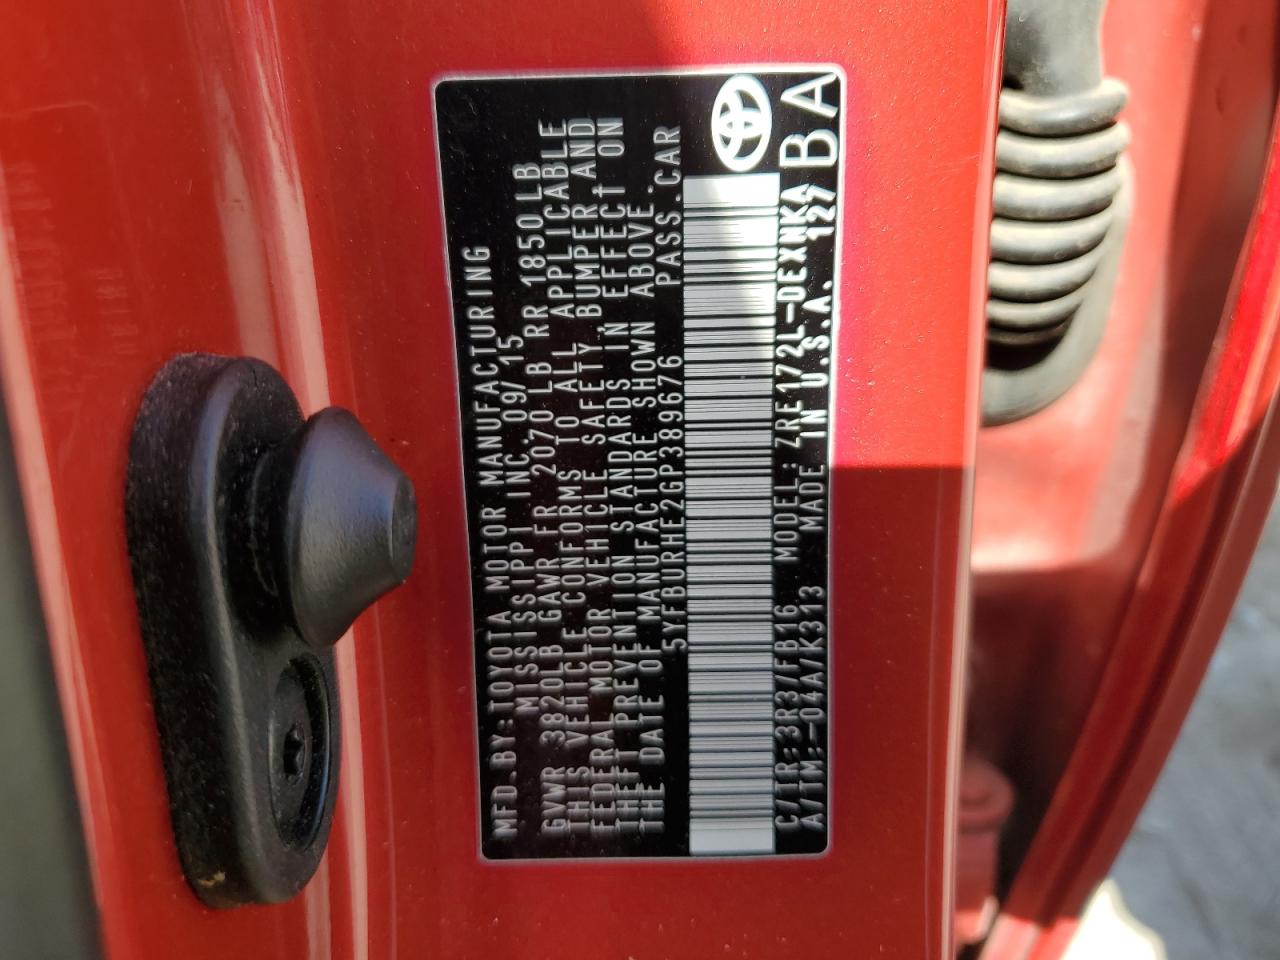 MFD.BY:TOYOTA MOTOR MANUFACTURING
MISSISSIPPI INC. 09/15
GVWR 3820LB GAWR FR 2070 LB RR 1850LB
THIS VEHICLE CONFORMS TO ALL APPLICABLE
FEDERAL MOTOR VEHICLE SAFETY, BUMPER AND
THEFT PREVENTION STANDARDS IN EFFECT ON
THE DATE OF MANUFACTURE SHOWN ABOVE.
5YFBURHE2GP389676 PASS.CAR
C/TR:3R3/FB16 MODEL: ZRE172L-DEXNKA
A/TM:-04A/K313 MADE IN U.S.A. 127
BA